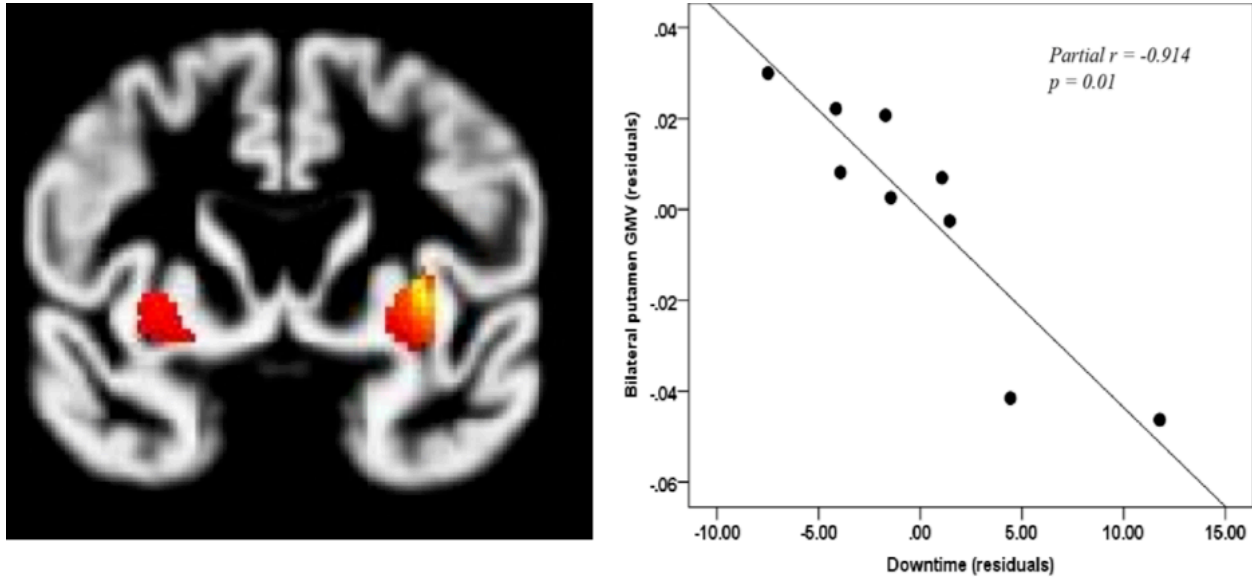 Partial r = -0.914
p = 0.01
Bilateral putamen GMV (residuals)
.04
.02
.00
-.02
-.04
-.06
-10.00 -5.00 .00 5.00 10.00 15.00
Downtime (residuals)